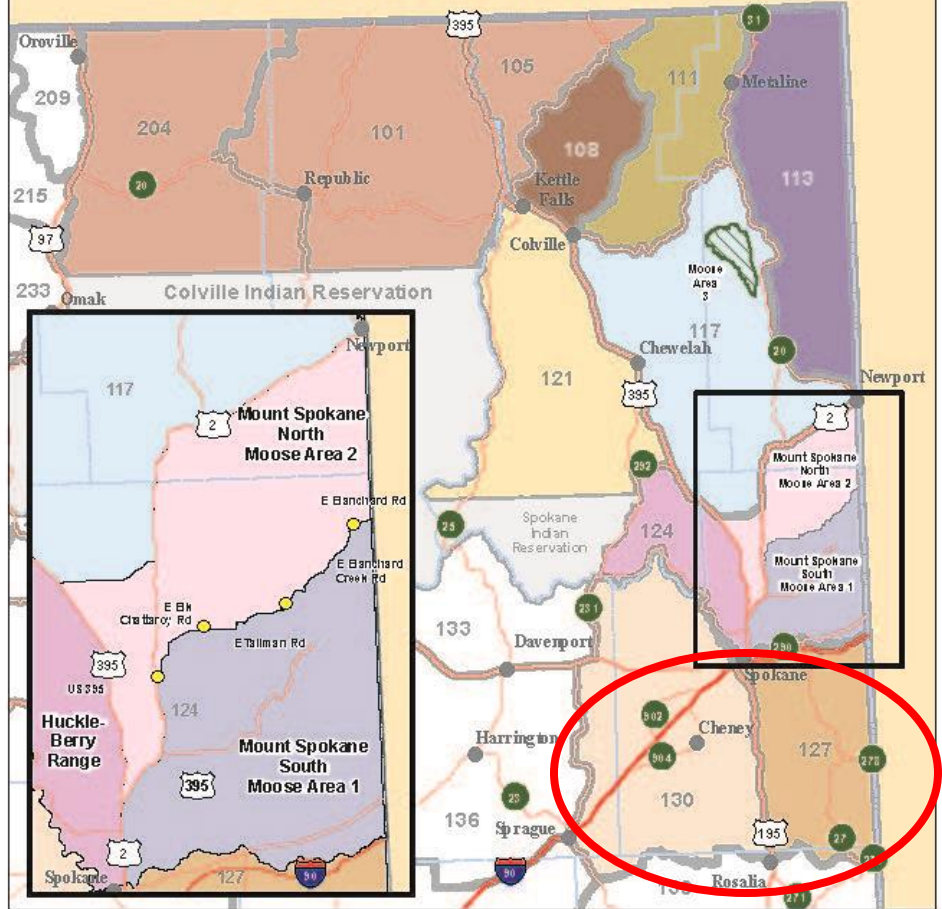 395
31
Oroville
105
111
Metaline
209
204
101
108
113
20
Republic
Kettle
Falls
215
97
Colville
Moose
Area
3
233
Omak
Colville Indian Reservation
117
20
Chewelah
121
395
Newport
2
292
Mount Spokane
North
Moose Area 2
25
Spokane
Indian
Reservation
124
Mount Spokane
South
Moose Area 1
231
133
Davenport
290
Spokane
902
Cheney
127
Harrington
904
278
130
23
136
Sprague
195
27
90
Rosalia
271
Newport
117
2
Mount Spokane
North
Moose Area 2
E Blanchard Rd
E Blanchard
Creek Rd
E Elk
Chattaroy Rd
E Tallman Rd
395
US 395
124
Huckle-
Berry
Range
Mount Spokane
South
Moose Area 1
395
2
90
Spokane
127